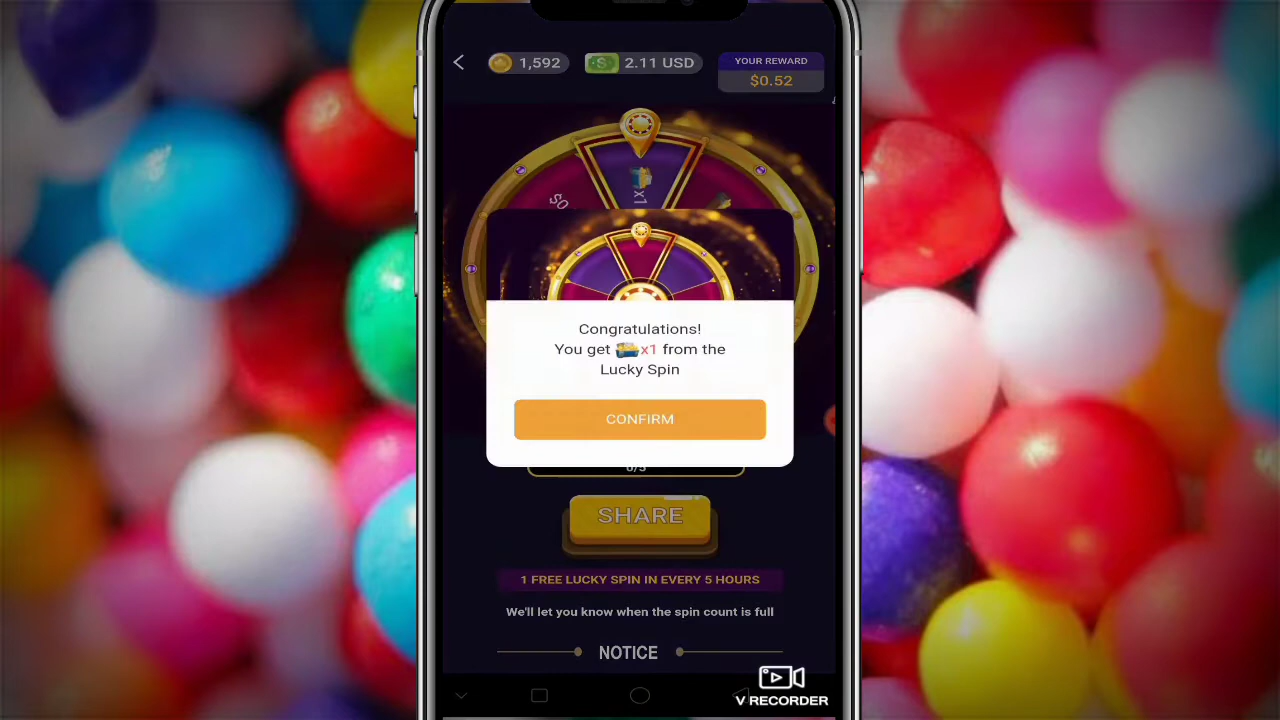 1,592
2.11 USD
YOUR REWARD
$0.52
x1
$0
Congratulations!
You get x1 from the
Lucky Spin
CONFIRM
SHARE
1 FREE LUCKY SPIN IN EVERY 5 HOURS
We'll let you know when the spin count is full
NOTICE
V RECORDER